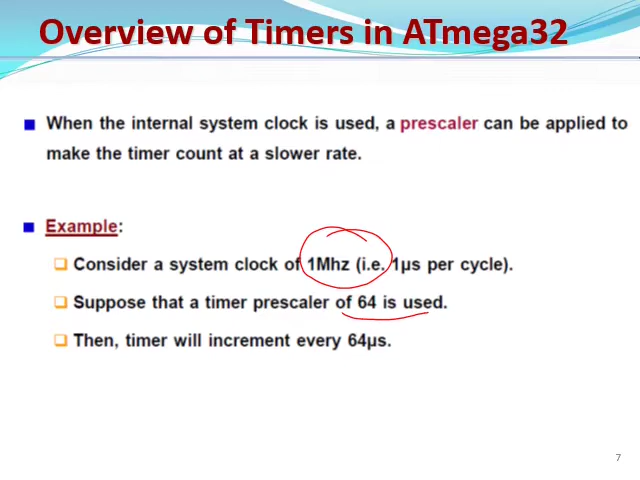 Overview of Timers in ATmega32
When the internal system clock is used, a prescaler can be applied to
make the timer count at a slower rate.
Example:
Consider a system clock of 1Mhz (i.e. 1µs per cycle).
Suppose that a timer prescaler of 64 is used.
Then, timer will increment every 64µs.
7